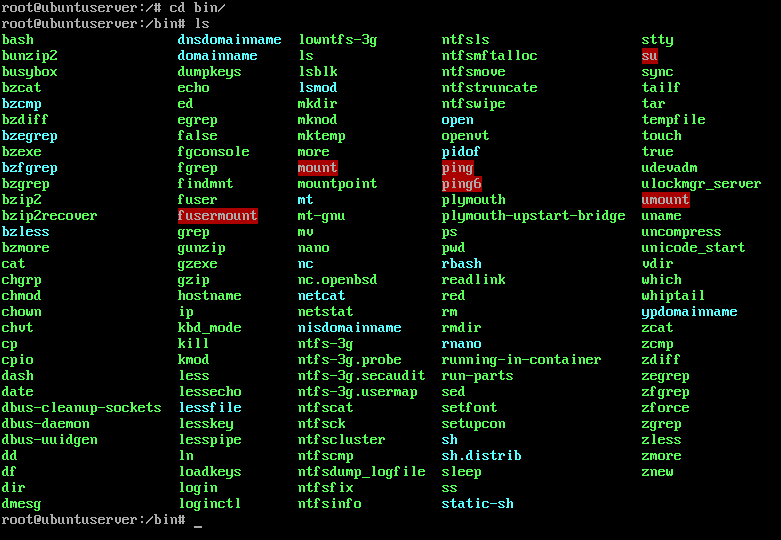 root@ubuntuserver:/# cd bin/
root@ubuntuserver:/bin# ls
bash dnsdomainname lowntfs-3g ntfsls stty
bunzip2 domainname ls ntfsmftalloc su
busybox dumpkeys lsblk ntfsmove sync
bzcat echo lsmod ntfstruncate tailf
bzcmp ed mkdir ntfswipe tar
bzdiff egrep mknod open tempfile
bzegrep false mktemp openvt touch
bzexe fgconsole more pidof true
bzfgrep fgrep mount ping udevadm
bzgrep findmnt mountpoint ping6 ulockmgr_server
bzip2 fuser mt plymouth umount
bzip2recover fusermount mt-gnu plymouth-upstart-bridge uname
bzless grep mv ps uncompress
bzmore gunzip nano pwd unicode_start
cat gzexe nc rbash vdir
chgrp gzip nc.openbsd readlink which
chmod hostname netcat red whiptail
chown ip netstat rm ypdomainname
chvt kbd_mode nisdomainname rmdir zcat
cp kill ntfs-3g rnano zcmp
cpio kmod ntfs-3g.probe running-in-container zdiff
dash less ntfs-3g.secaudit run-parts zegrep
date lessecho ntfs-3g.usermap sed zfgrep
dbus-cleanup-sockets lessfile ntfscat setfont zforce
dbus-daemon lesskey ntfsck setupcon zgrep
dbus-uuidgen lesspipe ntfscluster sh zless
dd ln ntfscmp sh.distrib zmore
df loadkeys ntfsdump_logfile sleep znew
dir login ntfsfix ss
dmesg loginctl ntfsinfo static-sh
root@ubuntuserver:/bin# _